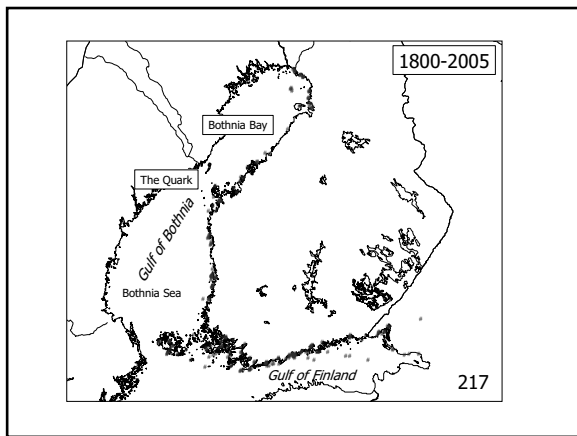 1800-2005
Bothnia Bay
The Quark
Gulf of Bothnia
Bothnia Sea
Gulf of Finland
217